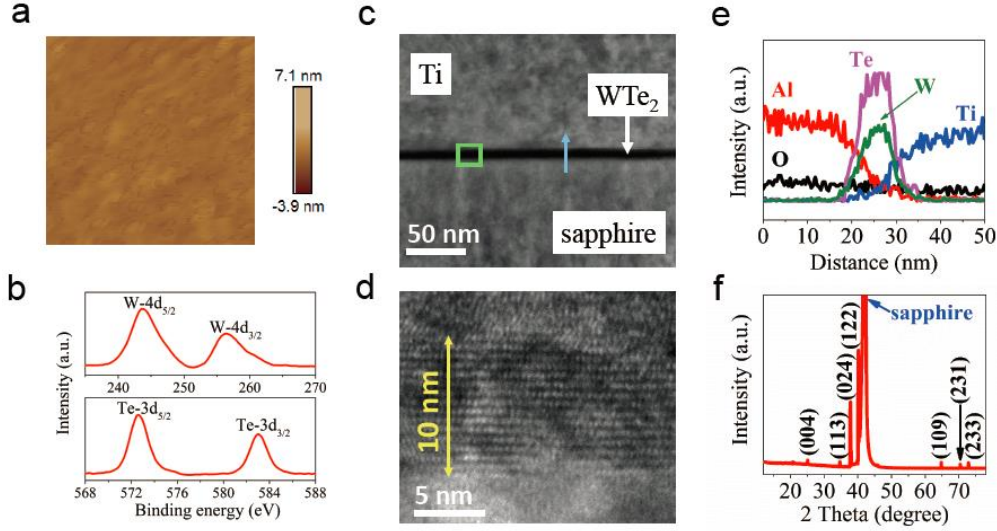 a
7.1 nm
-3.9 nm
b
W-4d5/2
W-4d3/2
240 250 260 270
Te-3d5/2
Te-3d3/2
568 572 576 580 584 588
Binding energy (eV)
Intensity (a.u.)
c
Ti
WTe2
50 nm
sapphire
d
10 nm
5 nm
e
Te
W
Al
Ti
O
Intensity (a.u.)
0 10 20 30 40 50
Distance (nm)
f
sapphire
(004)
(113)
(024)
(122)
(109)
(231)
(233)
Intensity (a.u.)
20 30 40 50 60 70
2 Theta (degree)